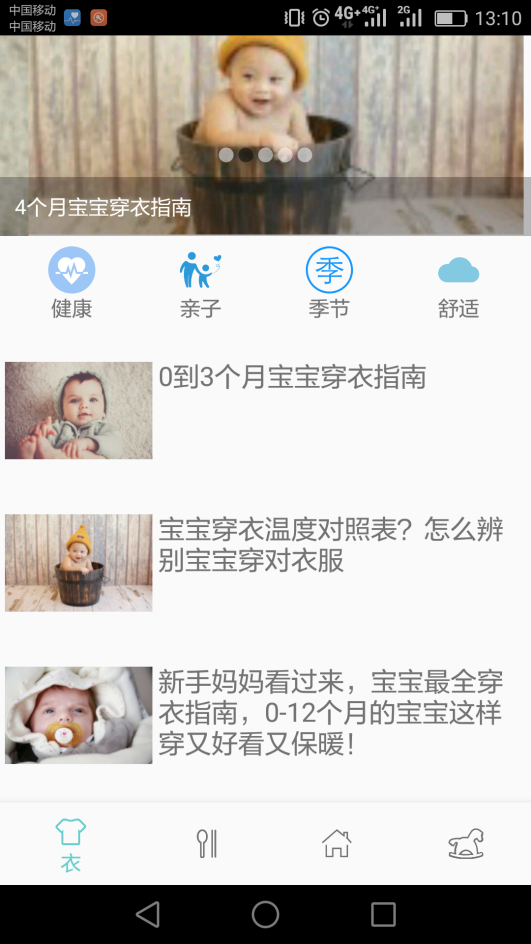 中国移动
中国移动
4G+ 4G+ 2G 13:10
4个月宝宝穿衣指南
健康 亲子 季 季节 舒适
0到3个月宝宝穿衣指南
宝宝穿衣温度对照表？怎么辨
别宝宝穿对衣服
新手妈妈看过来，宝宝最全穿
衣指南，0-12个月的宝宝这样
穿又好看又保暖！
衣